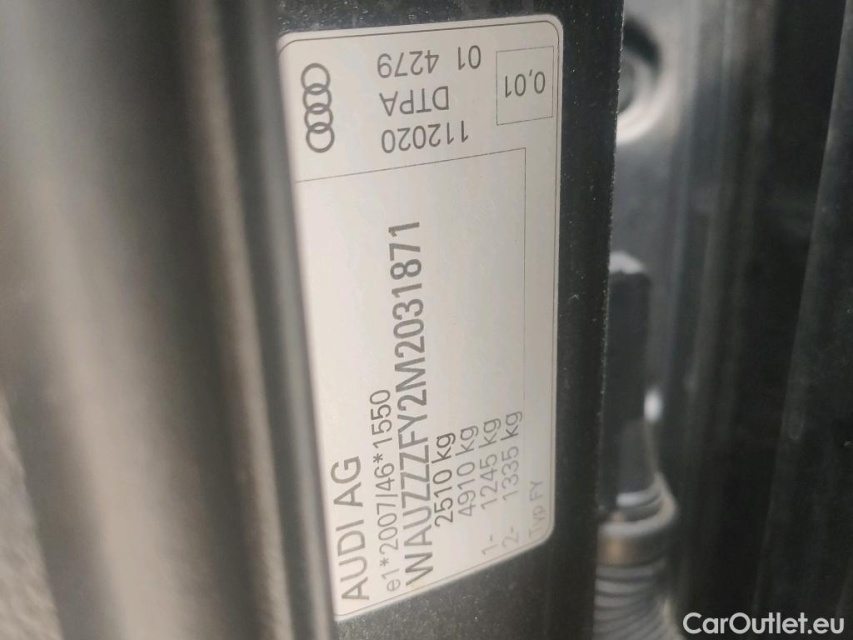 AUDI AG
e1*2007/46*1550
WAUZZZFY2M2031871
2510 kg
4910 kg
1- 1245 kg
2- 1335 kg
Typ FY
112020
DTPA
01 4279
0,01
CarOutlet.eu